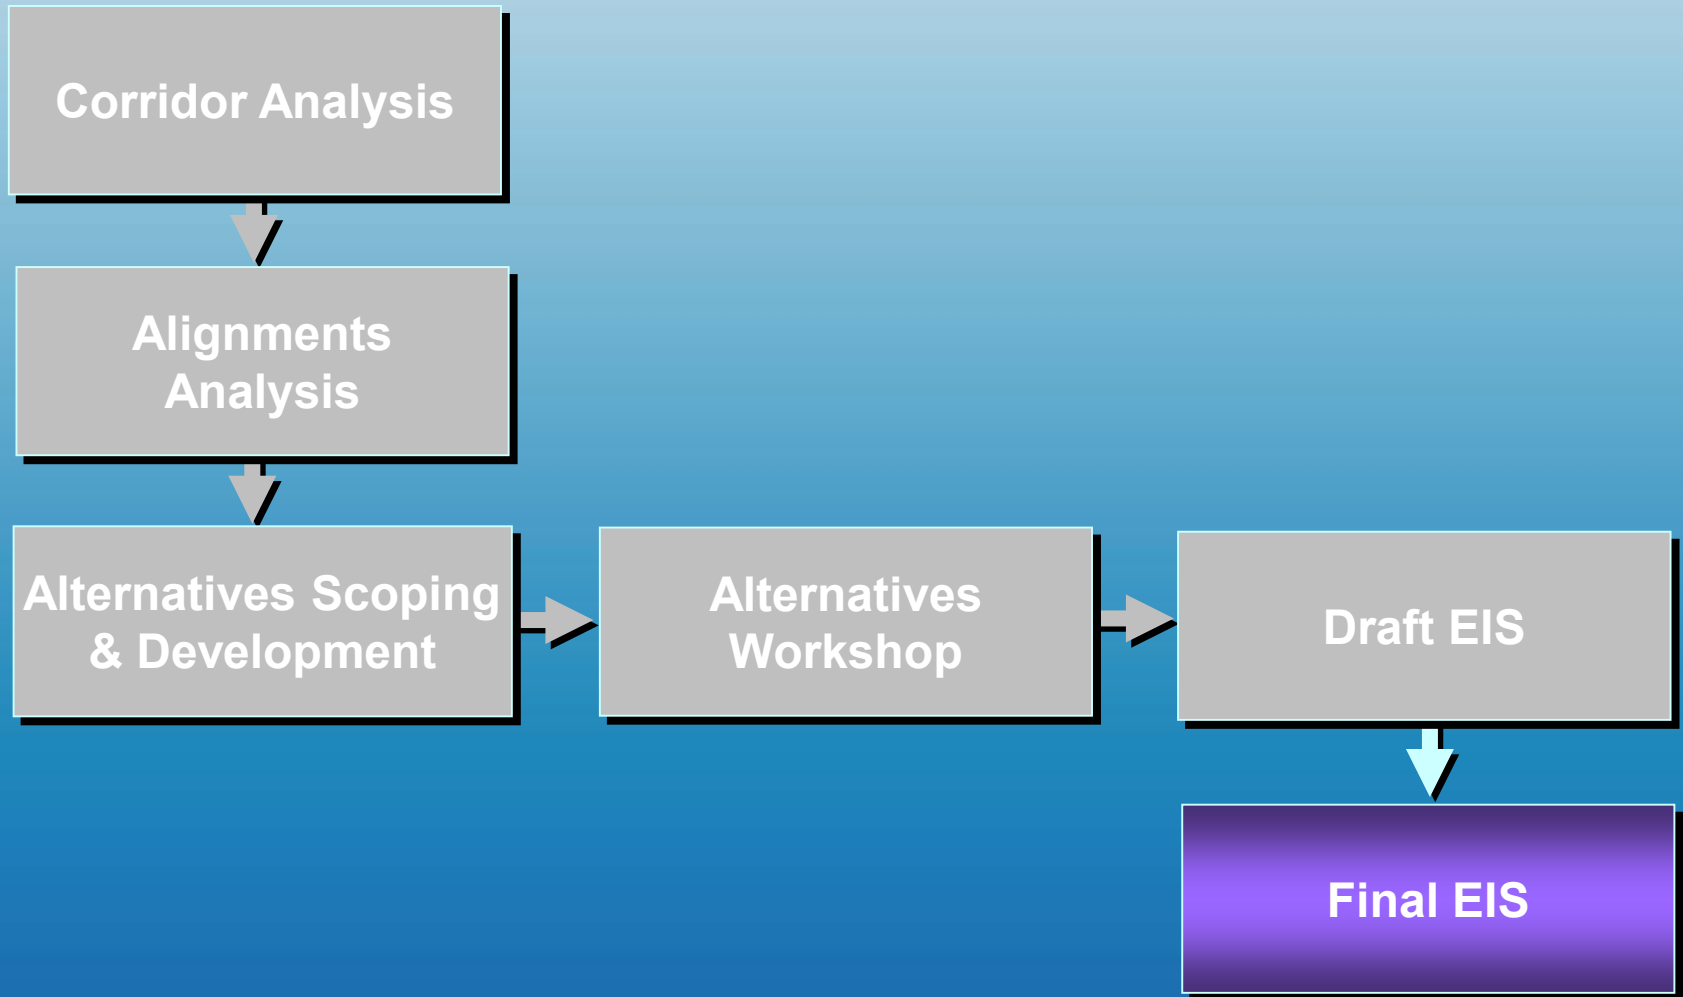 Corridor Analysis
Alignments
Analysis
Alternatives Scoping
& Development
Alternatives
Workshop
Draft EIS
Final EIS